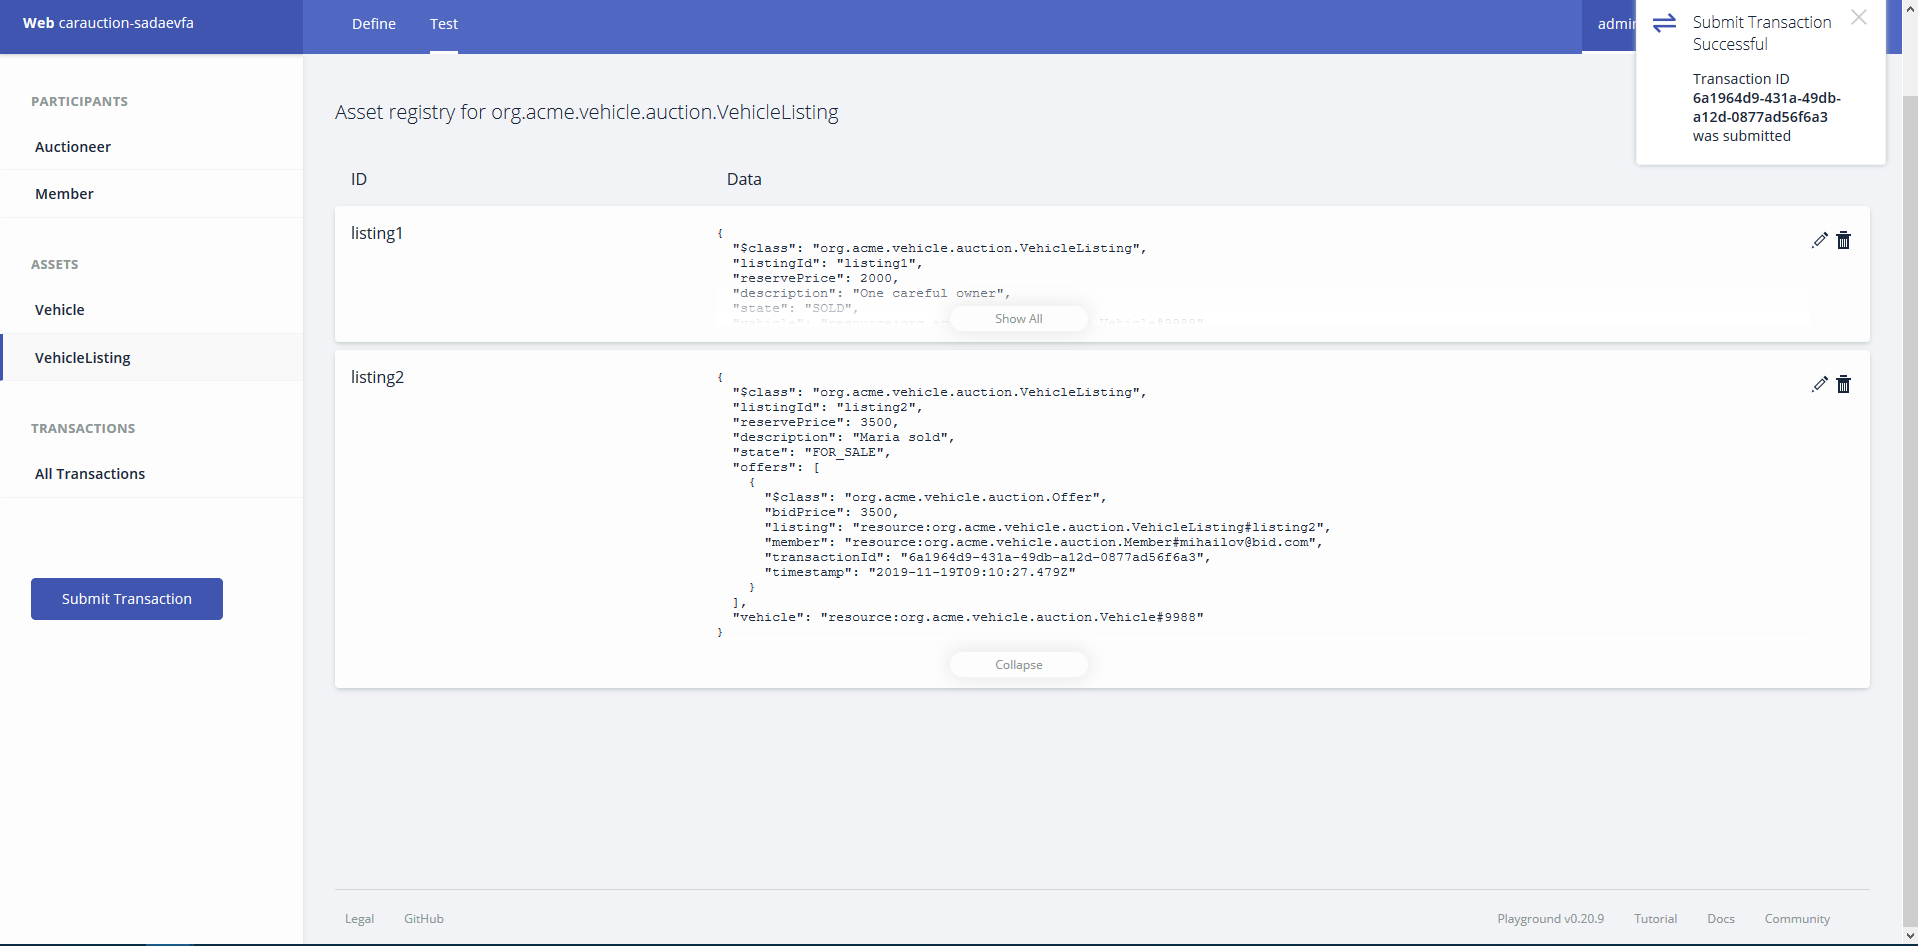 Web carauction-sadaevfa
Define
Test
PARTICIPANTS
Auctioneer
Member
ASSETS
Vehicle
VehicleListing
TRANSACTIONS
All Transactions
Submit Transaction
Submit Transaction
Successful
Transaction ID
6a1964d9-431a-49db-
a12d-0877ad56f6a3
was submitted
Asset registry for org.acme.vehicle.auction.VehicleListing
ID
Data
listing1
{
"$class": "org.acme.vehicle.auction.VehicleListing",
"listingId": "listing1",
"reservePrice": 2000,
"description": "One careful owner",
"state": "SOLD",
Show All
listing2
{
"$class": "org.acme.vehicle.auction.VehicleListing",
"listingId": "listing2",
"reservePrice": 3500,
"description": "Maria sold",
"state": "FOR_SALE",
"offers": [
{
"$class": "org.acme.vehicle.auction.Offer",
"bidPrice": 3500,
"listing": "resource:org.acme.vehicle.auction.VehicleListing#listing2",
"member": "resource:org.acme.vehicle.auction.Member#mihailov@bid.com",
"transactionId": "6a1964d9-431a-49db-a12d-0877ad56f6a3",
"timestamp": "2019-11-19T09:10:27.479Z"
}
],
"vehicle": "resource:org.acme.vehicle.auction.Vehicle#9988"
}
Collapse
Legal
GitHub
Playground v0.20.9
Tutorial
Docs
Community